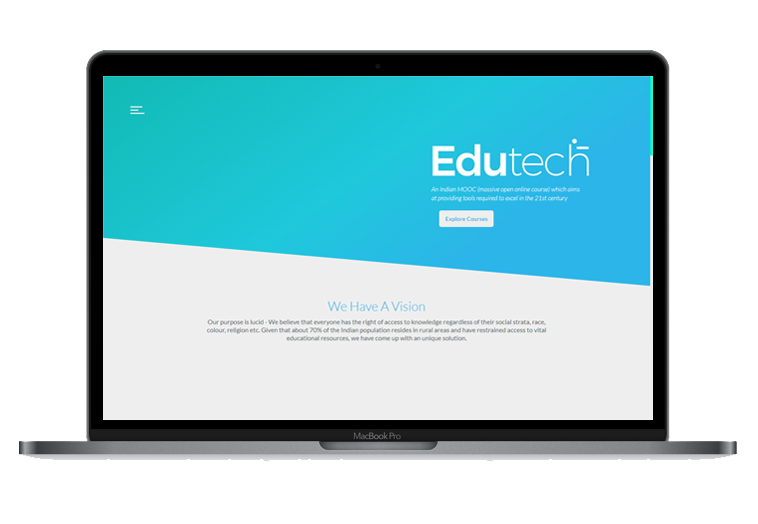 Edutech
An Indian MOOC (massive open online course) which aims
at providing tools required to excel in the 21st century
Explore Courses
We Have A Vision
Our purpose is lucid - We believe that everyone has the right of access to knowledge regardless of their social strata, race,
colour, religion etc. Given that about 70% of the Indian population resides in rural areas and have restrained access to vital
educational resources, we have come up with an unique solution.
MacBook Pro